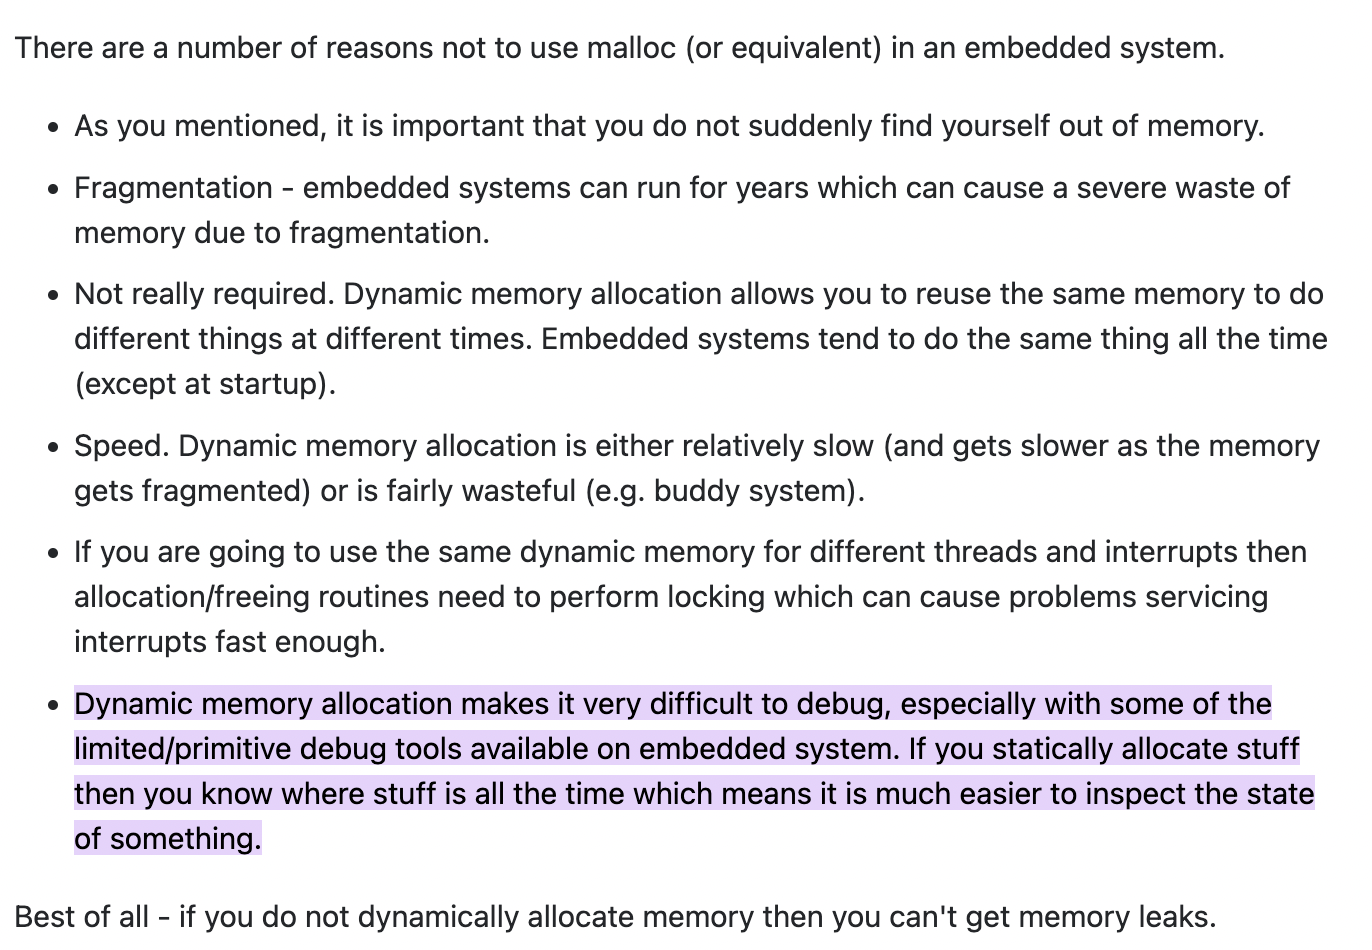 There are a number of reasons not to use malloc (or equivalent) in an embedded system.
• As you mentioned, it is important that you do not suddenly find yourself out of memory.
• Fragmentation - embedded systems can run for years which can cause a severe waste of
memory due to fragmentation.
• Not really required. Dynamic memory allocation allows you to reuse the same memory to do
different things at different times. Embedded systems tend to do the same thing all the time
(except at startup).
• Speed. Dynamic memory allocation is either relatively slow (and gets slower as the memory
gets fragmented) or is fairly wasteful (e.g. buddy system).
• If you are going to use the same dynamic memory for different threads and interrupts then
allocation/freeing routines need to perform locking which can cause problems servicing
interrupts fast enough.
• Dynamic memory allocation makes it very difficult to debug, especially with some of the
limited/primitive debug tools available on embedded system. If you statically allocate stuff
then you know where stuff is all the time which means it is much easier to inspect the state
of something.
Best of all - if you do not dynamically allocate memory then you can't get memory leaks.